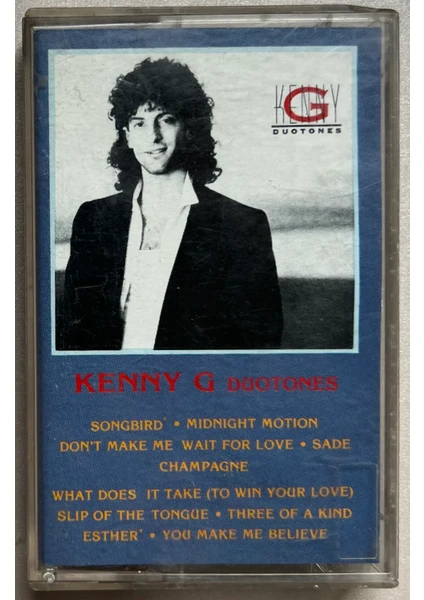 KENNY
G
DUOTONES
KENNY G DUOTONES
SONGBIRD* • MIDNIGHT MOTION
DON'T MAKE ME WAIT FOR LOVE • SADE
CHAMPAGNE
WHAT DOES IT TAKE (TO WIN YOUR LOVE)
SLIP OF THE TONGUE • THREE OF A KIND
ESTHER* • YOU MAKE ME BELIEVE